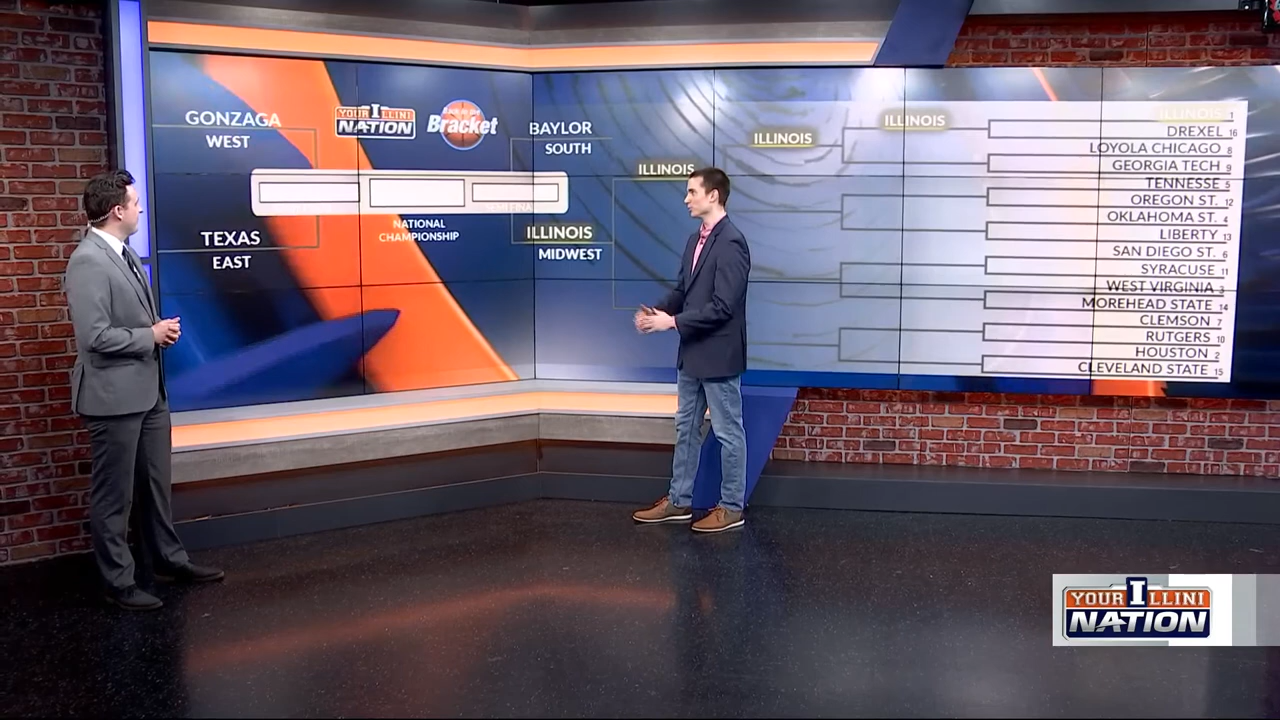 GONZAGA
WEST
YOUR ILLINI
NATION
Bracket
BAYLOR
SOUTH
TEXAS
EAST
NATIONAL
CHAMPIONSHIP
ILLINOIS
MIDWEST
ILLINOIS
ILLINOIS
ILLINOIS
ILLINOIS 1
DREXEL 16
LOYOLA CHICAGO 8
GEORGIA TECH 9
TENNESSE 5
OREGON ST. 12
OKLAHOMA ST. 4
LIBERTY 13
SAN DIEGO ST. 6
SYRACUSE 11
WEST VIRGINIA 3
MOREHEAD STATE 14
CLEMSON 7
RUTGERS 10
HOUSTON 2
CLEVELAND STATE 15
YOUR ILLINI
NATION